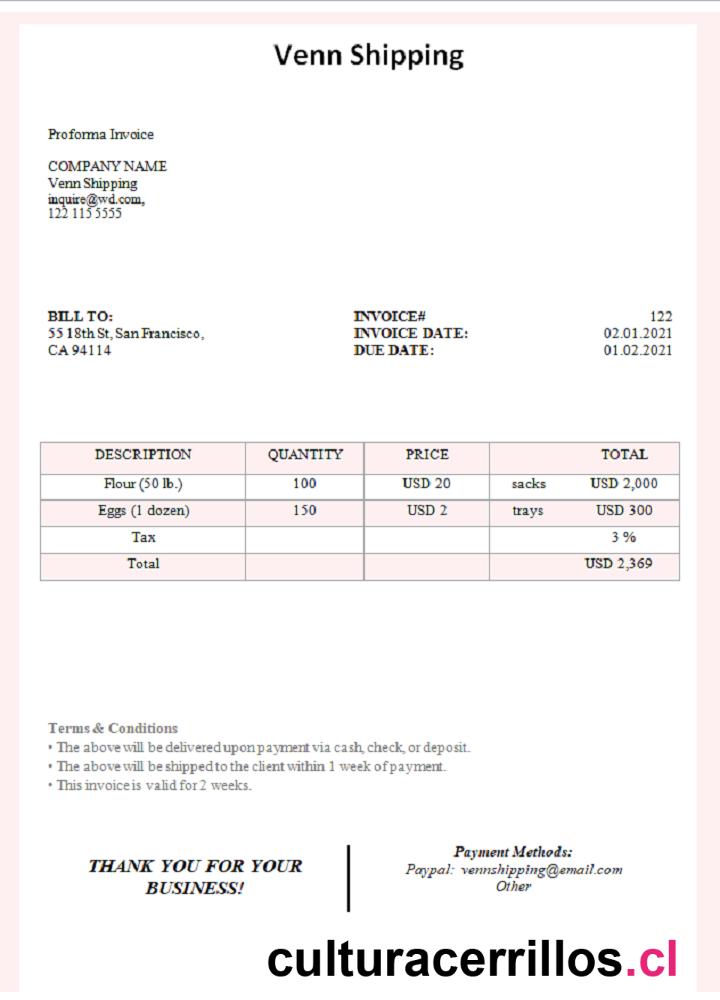 Venn Shipping
Proforma Invoice
COMPANY NAME
Venn Shipping
inquire@wd.com,
122 115 5555
BILL TO:
55 18th St, San Francisco,
CA 94114
INVOICE# 122
INVOICE DATE: 02.01.2021
DUE DATE: 01.02.2021
DESCRIPTION QUANTITY PRICE TOTAL
Flour (50 lb.) 100 USD 20 sacks USD 2,000
Eggs (1 dozen) 150 USD 2 trays USD 300
Tax 3 %
Total USD 2,369
Terms & Conditions
• The above will be delivered upon payment via cash, check, or deposit.
• The above will be shipped to the client within 1 week of payment.
• This invoice is valid for 2 weeks.
THANK YOU FOR YOUR
BUSINESS!
Payment Methods:
Paypal: vennshipping@email.com
Other
culturacerrillos.cl